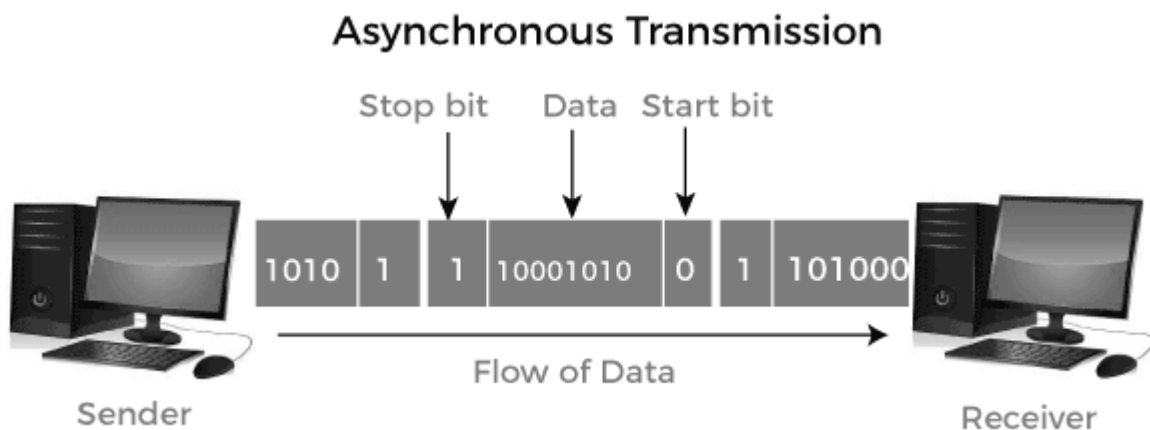 Asynchronous Transmission
Stop bit Data Start bit
1010 1 1 10001010 0 1 101000
Flow of Data
Sender Receiver